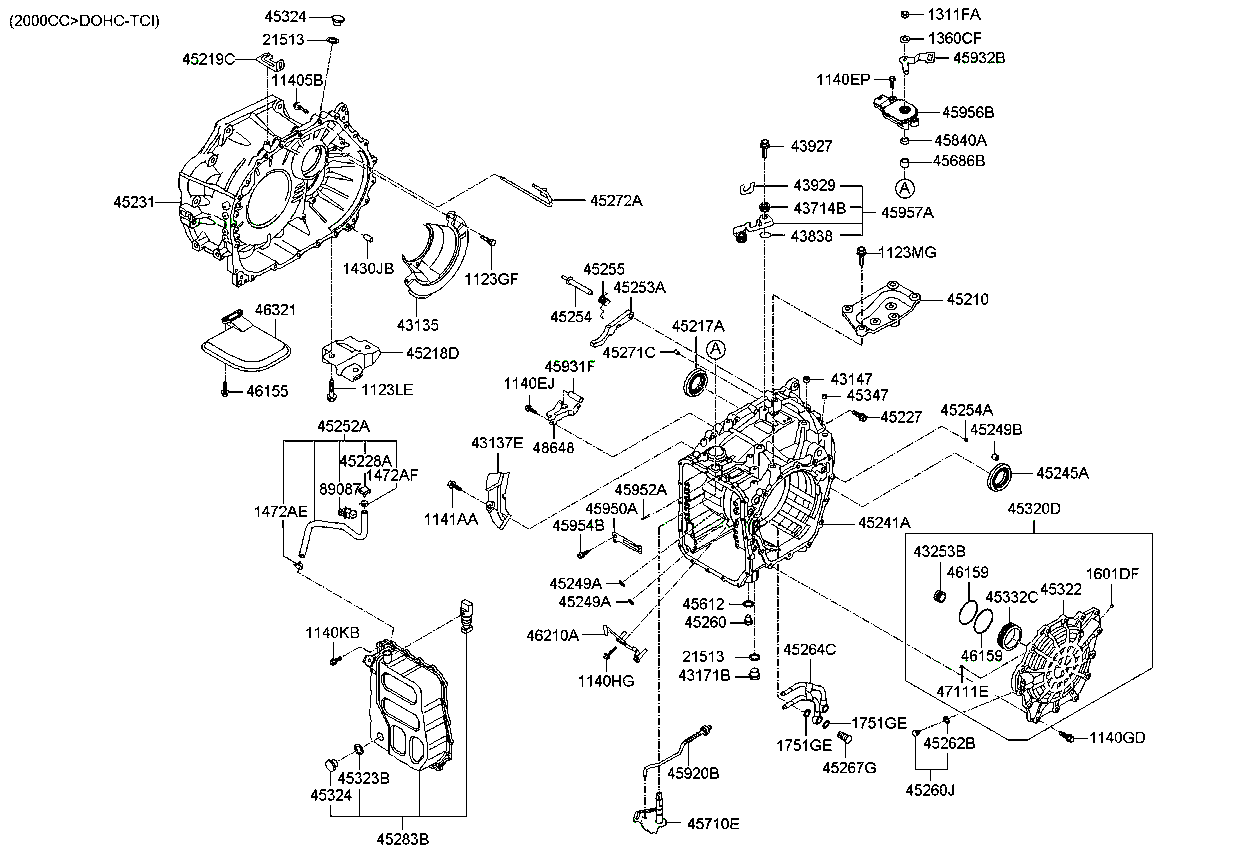 (2000CC>DOHC-TCI)
45324
21513
45219C
11405B
45231
45272A
1430JB
1123GF
43135
46321
45218D
46155
1123LE
1311FA
1360CF
45932B
1140EP
45956B
45840A
45686B
A
43927
43929
43714B
45957A
43838
1123MG
45210
45255
45253A
45254
45217A
A
45271C
45931F
1140EJ
48648
43147
45347
45227
45254A
45249B
45245A
43137E
1141AA
45252A
45228A
1472AF
89087
1472AE
45952A
45950A
45954B
45241A
45249A
45249A
46210A
1140HG
45612
45260
21513
43171B
45264C
1751GE
1751GE
45267G
45920B
45710E
45320D
43253B
46159
45332C
45322
1601DF
46159
47111E
1140GD
45262B
45260J
1140KB
45323B
45324
45283B